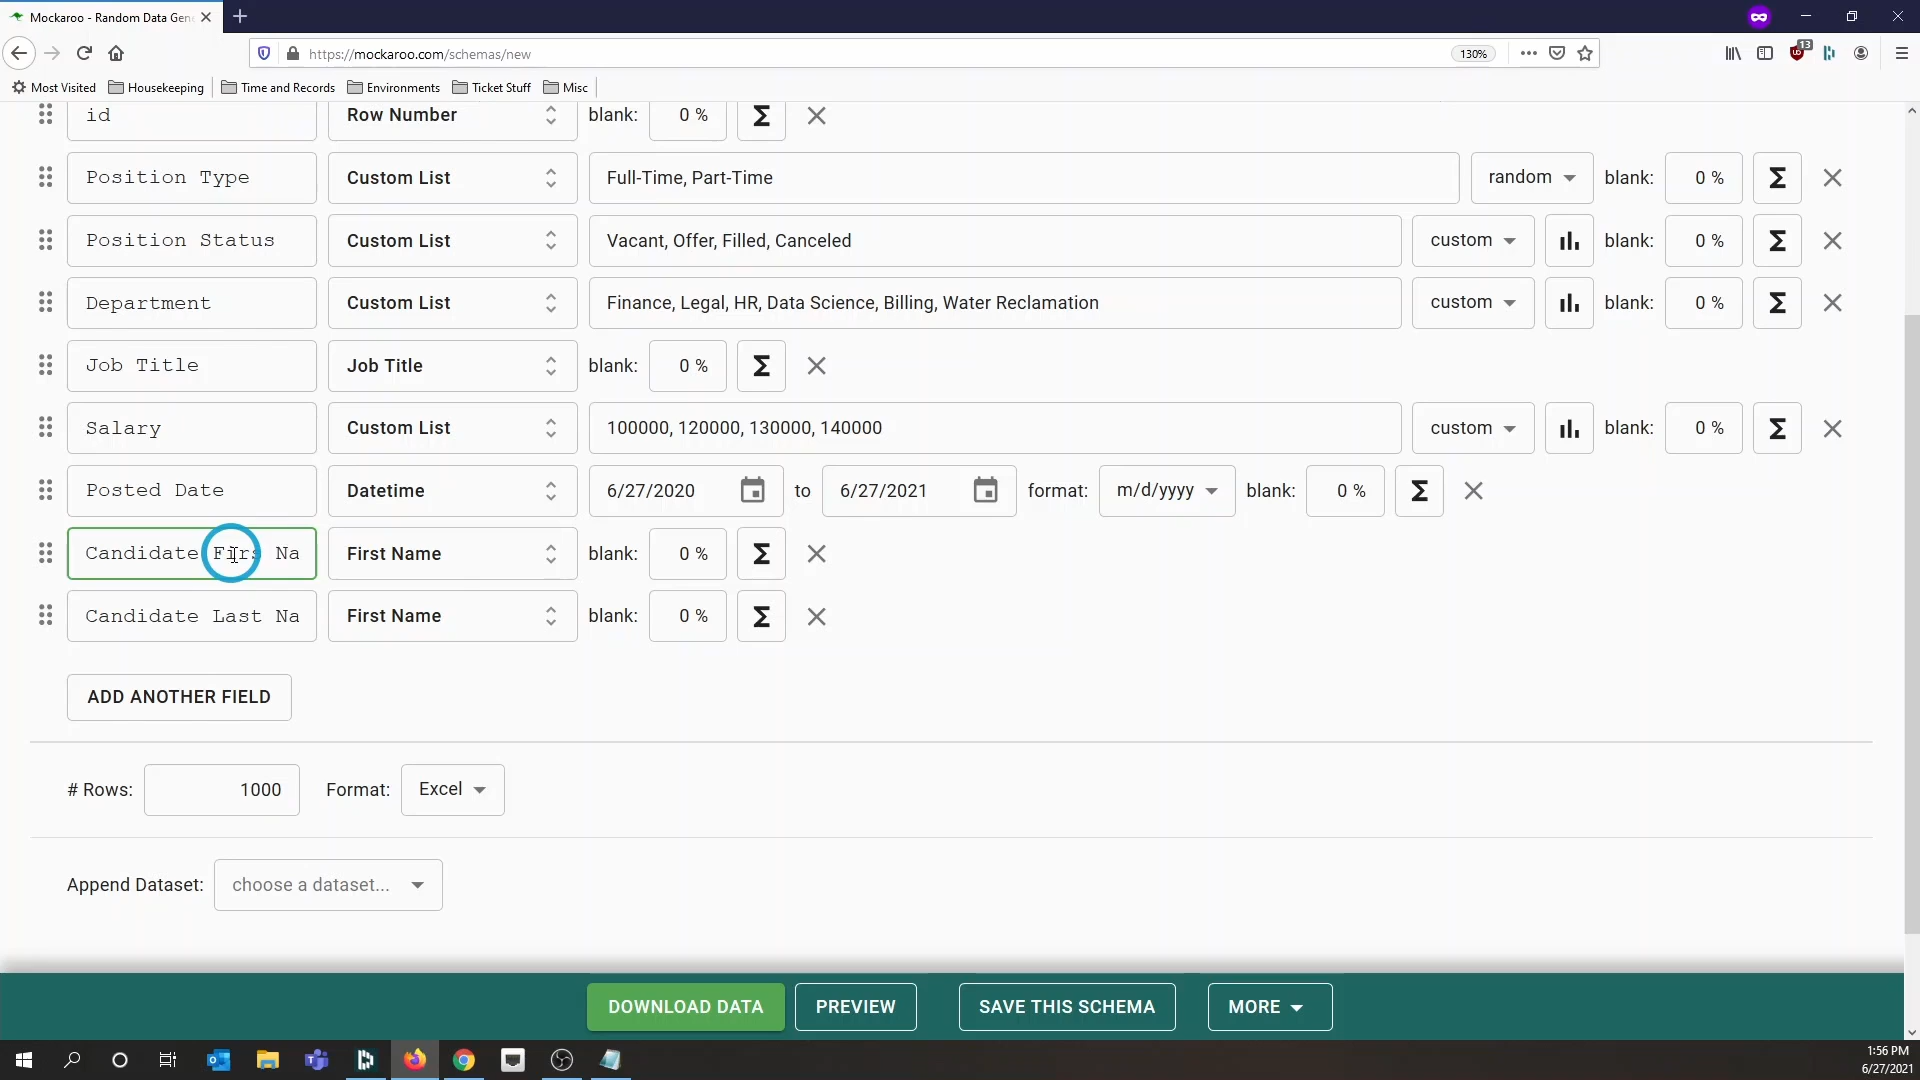 Mockaroo - Random Data Gen
https://mockaroo.com/schemas/new
130%
13
Most Visited Housekeeping Time and Records Environments Ticket Stuff Misc
id Row Number blank: 0 % Σ
Position Type Custom List Full-Time, Part-Time random blank: 0 % Σ
Position Status Custom List Vacant, Offer, Filled, Canceled custom blank: 0 % Σ
Department Custom List Finance, Legal, HR, Data Science, Billing, Water Reclamation custom blank: 0 % Σ
Job Title Job Title blank: 0 % Σ
Salary Custom List 100000, 120000, 130000, 140000 custom blank: 0 % Σ
Posted Date Datetime 6/27/2020 to 6/27/2021 format: m/d/yyyy blank: 0 % Σ
Candidate Firs Na First Name blank: 0 % Σ
Candidate Last Na First Name blank: 0 % Σ
ADD ANOTHER FIELD
# Rows: 1000 Format: Excel
Append Dataset: choose a dataset...
DOWNLOAD DATA PREVIEW SAVE THIS SCHEMA MORE
1:56 PM
6/27/2021